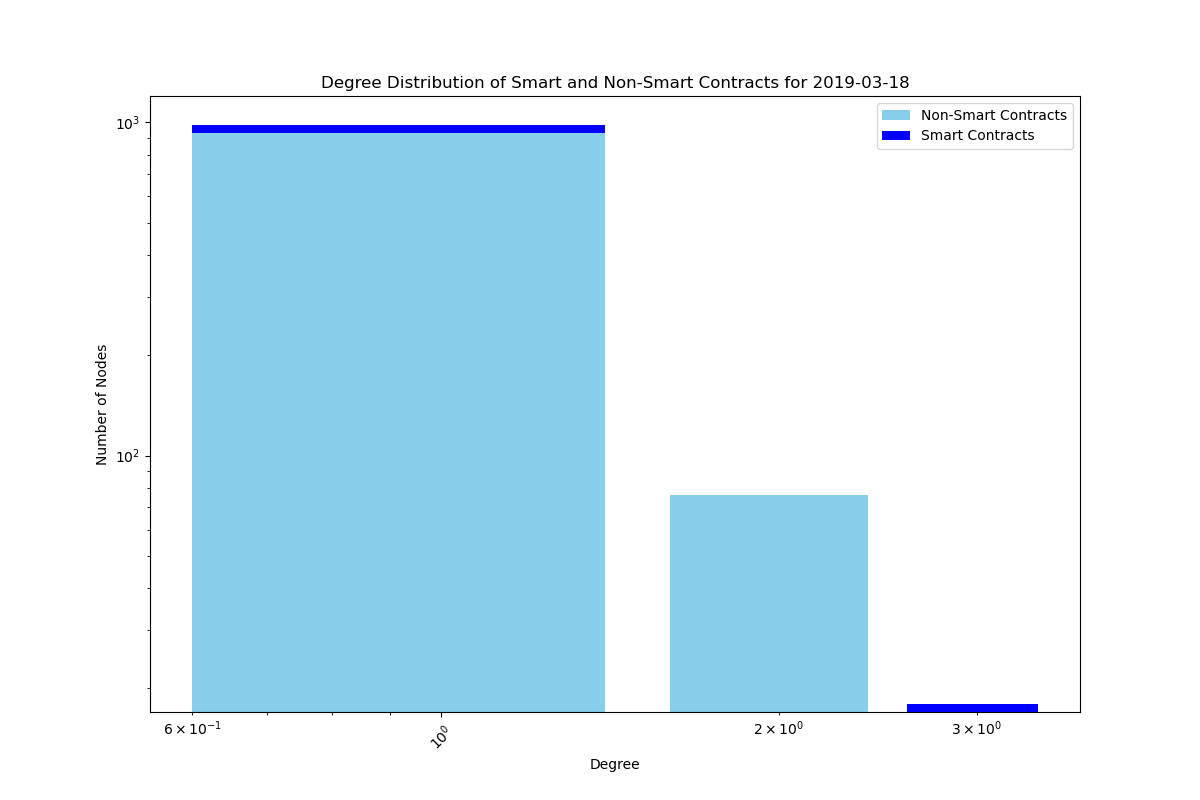 Degree Distribution of Smart and Non-Smart Contracts for 2019-03-18
Non-Smart Contracts
Smart Contracts
Number of Nodes
10³
10²
6 × 10⁻¹
10⁰
2 × 10⁰
3 × 10⁰
Degree